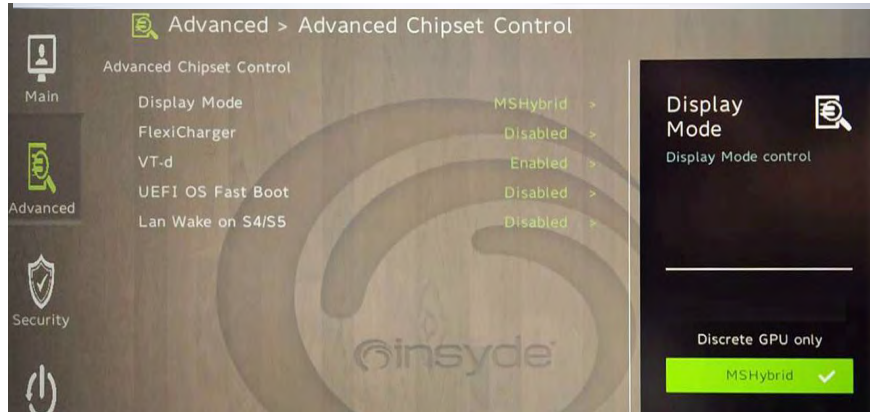 Advanced > Advanced Chipset Control
Main
Advanced
Security
Advanced Chipset Control
Display Mode MSHybrid >
FlexiCharger Disabled >
VT-d Enabled >
UEFI OS Fast Boot Disabled >
Lan Wake on S4/S5 Disabled >
insyde
Display
Mode
Display Mode control
Discrete GPU only
MSHybrid